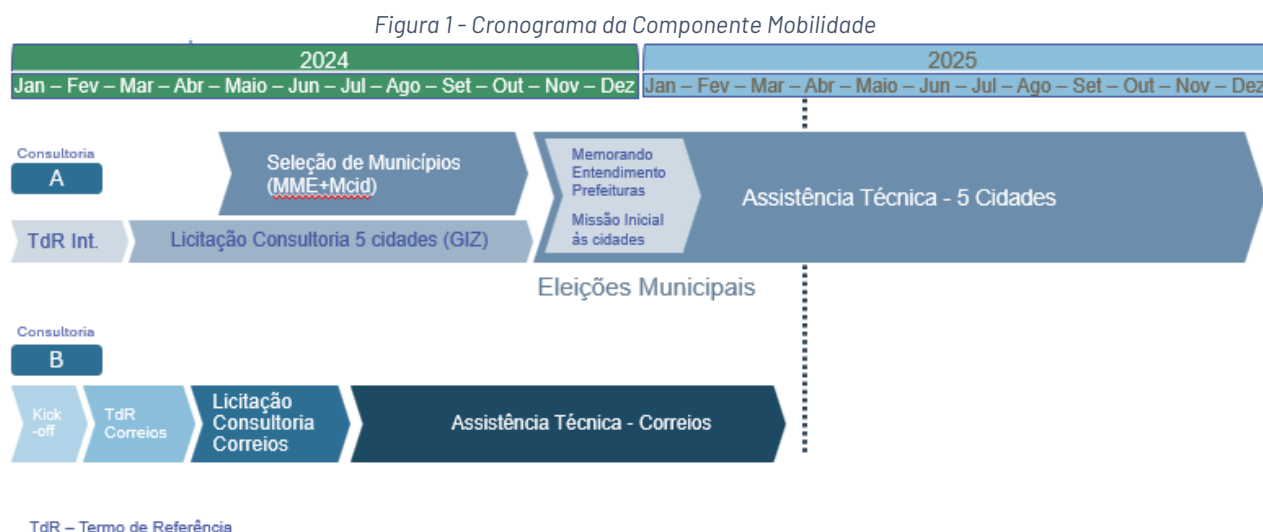 Figura 1 - Cronograma da Componente Mobilidade
2024
2025
Jan – Fev – Mar – Abr – Maio – Jun – Jul – Ago – Set – Out – Nov – Dez
Jan – Fev – Mar – Abr – Maio – Jun – Jul – Ago – Set – Out – Nov – Dez
Consultoria
A
Seleção de Municípios
(MME+Mcid)
Memorando
Entendimento
Prefeituras
Missão Inicial
às cidades
Assistência Técnica - 5 Cidades
TdR Int.
Licitação Consultoria 5 cidades (GIZ)
Eleições Municipais
Consultoria
B
Kick
-off
TdR
Correios
Licitação
Consultoria
Correios
Assistência Técnica - Correios
TdR – Termo de Referência